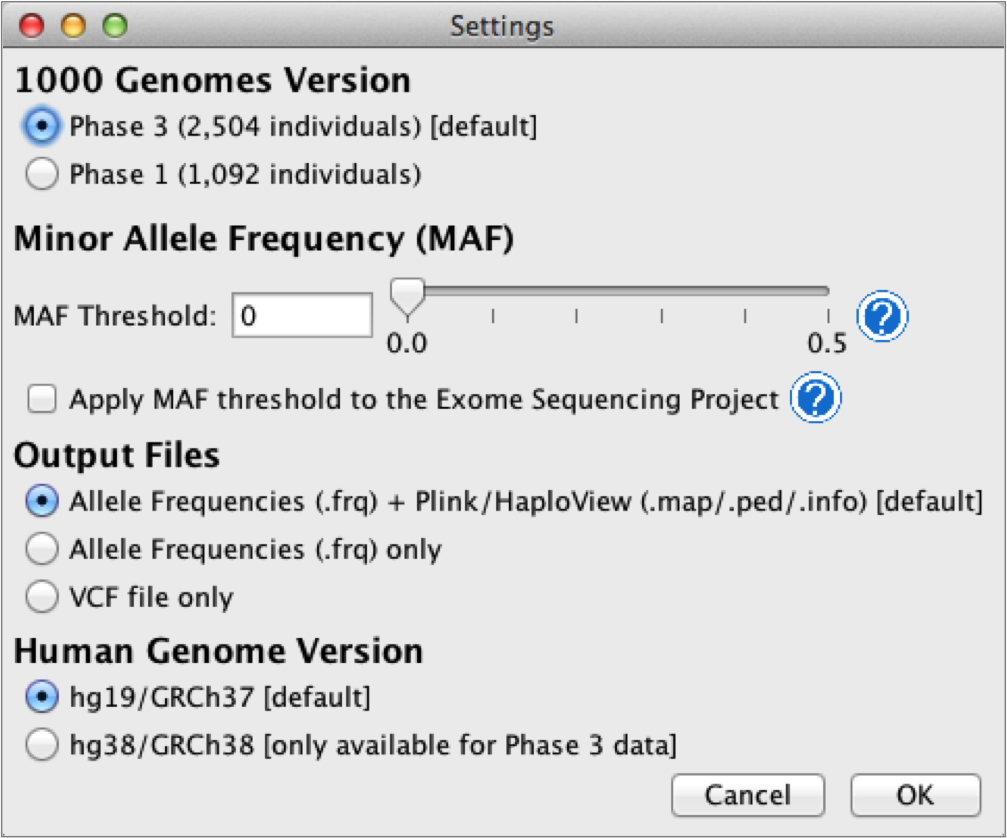 Settings
1000 Genomes Version
Phase 3 (2,504 individuals) [default]
Phase 1 (1,092 individuals)
Minor Allele Frequency (MAF)
MAF Threshold: 0
?
0.0 0.5
Apply MAF threshold to the Exome Sequencing Project ?
Output Files
Allele Frequencies (.frq) + Plink/HaploView (.map/.ped/.info) [default]
Allele Frequencies (.frq) only
VCF file only
Human Genome Version
hg19/GRCh37 [default]
hg38/GRCh38 [only available for Phase 3 data]
Cancel OK